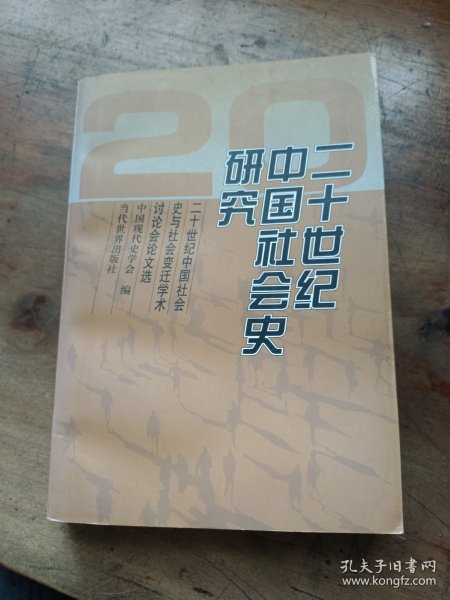 20
二十世纪
中国社会史
研究
二十世纪中国社会
史与社会变迁学术
讨论会论文选
中国现代史学会 编
当代世界出版社
孔夫子旧书网
www.kongfz.com